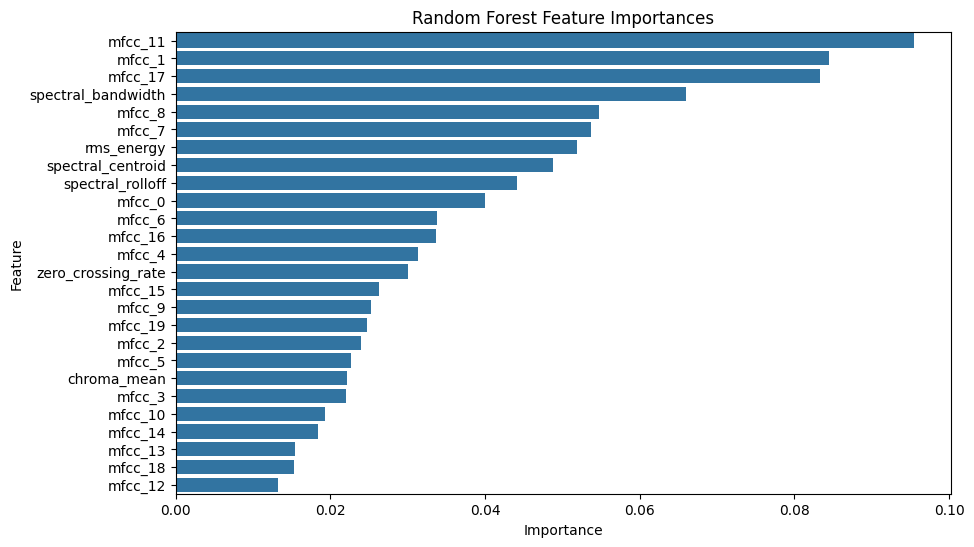 Random Forest Feature Importances
mfcc_11
mfcc_1
mfcc_17
spectral_bandwidth
mfcc_8
mfcc_7
rms_energy
spectral_centroid
spectral_rolloff
mfcc_0
mfcc_6
mfcc_16
mfcc_4
zero_crossing_rate
mfcc_15
mfcc_9
mfcc_19
mfcc_2
mfcc_5
chroma_mean
mfcc_3
mfcc_10
mfcc_14
mfcc_13
mfcc_18
mfcc_12
Feature
0.00 0.02 0.04 0.06 0.08 0.10
Importance